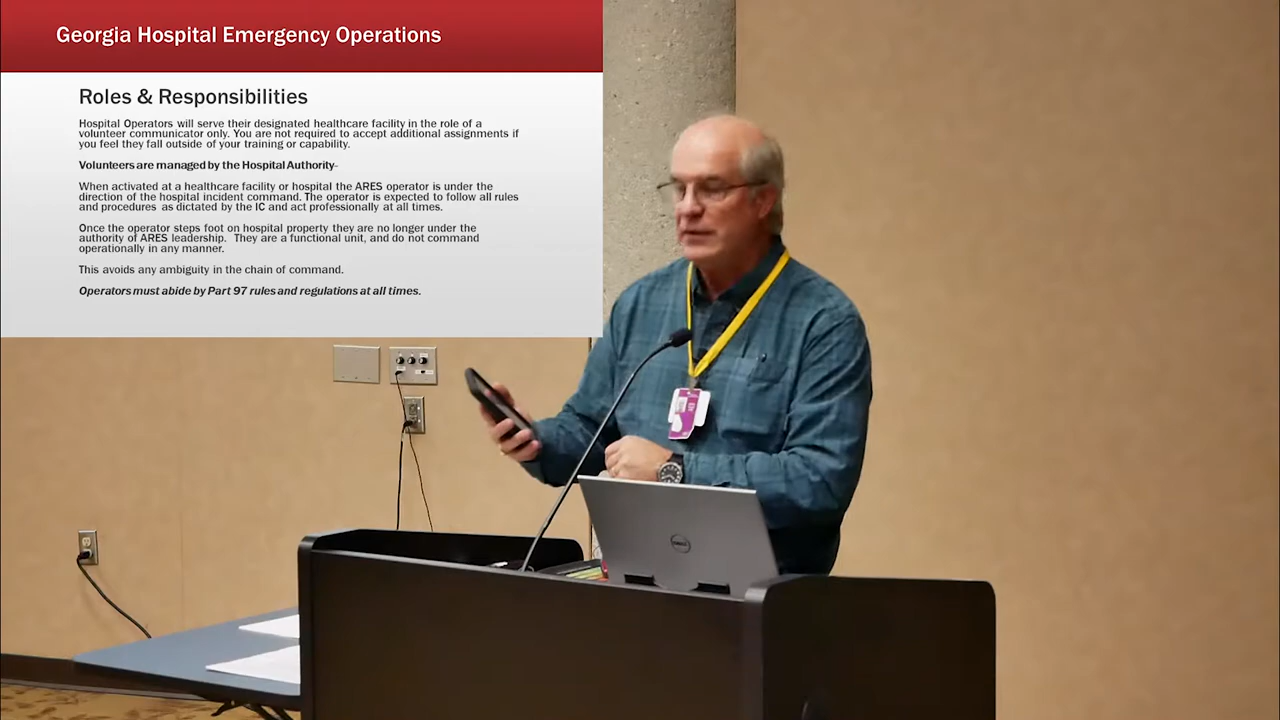 Georgia Hospital Emergency Operations
Roles & Responsibilities
Hospital Operators will serve their designated healthcare facility in the role of a
volunteer communicator only. You are not required to accept additional assignments if
you feel they fall outside of your training or capability.
Volunteers are managed by the Hospital Authority-
When activated at a healthcare facility or hospital the ARES operator is under the
direction of the hospital incident command. The operator is expected to follow all rules
and procedures as dictated by the IC and act professionally at all times.
Once the operator steps foot on hospital property they are no longer under the
authority of ARES leadership. They are a functional unit, and do not command
operationally in any manner.
This avoids any ambiguity in the chain of command.
Operators must abide by Part 97 rules and regulations at all times.
DELL